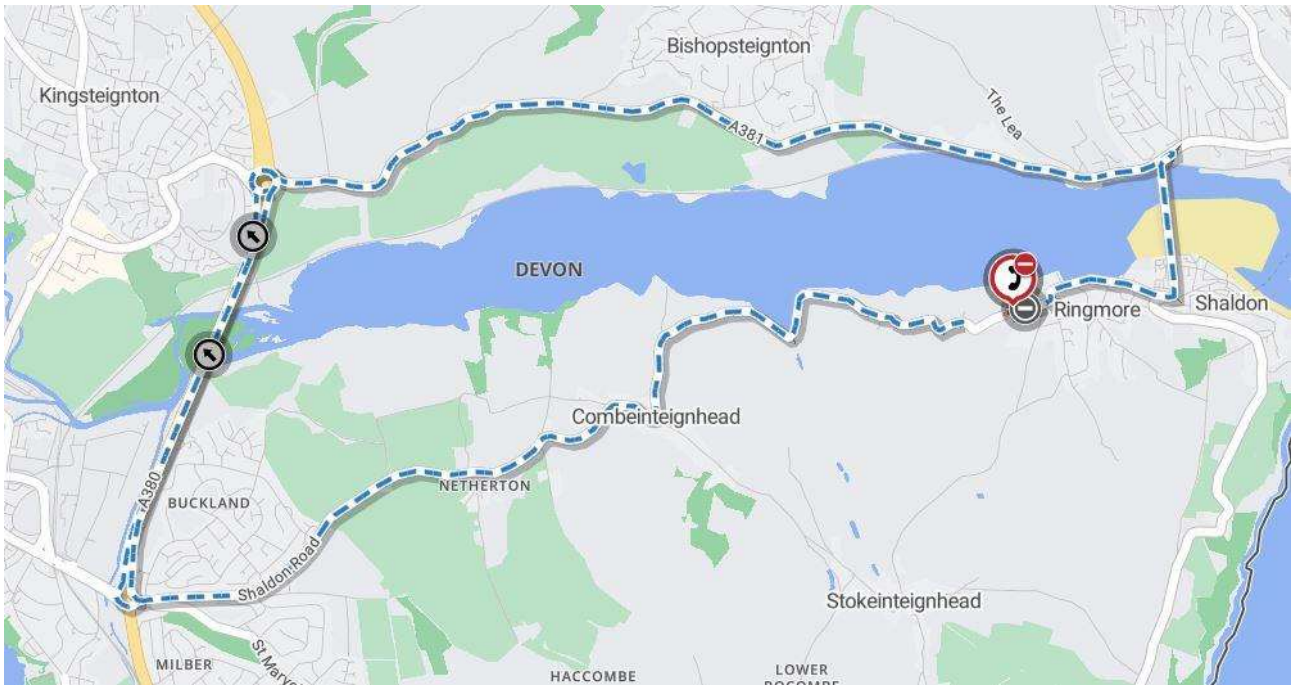 Bishopsteignton
Kingsteignton
The Lea
A381
DEVON
Ringmore
Shaldon
Combeinteignhead
A380
BUCKLAND
NETHERTON
Shaldon Road
Stokeinteignhead
MILBER
HACCOMBE
LOWER